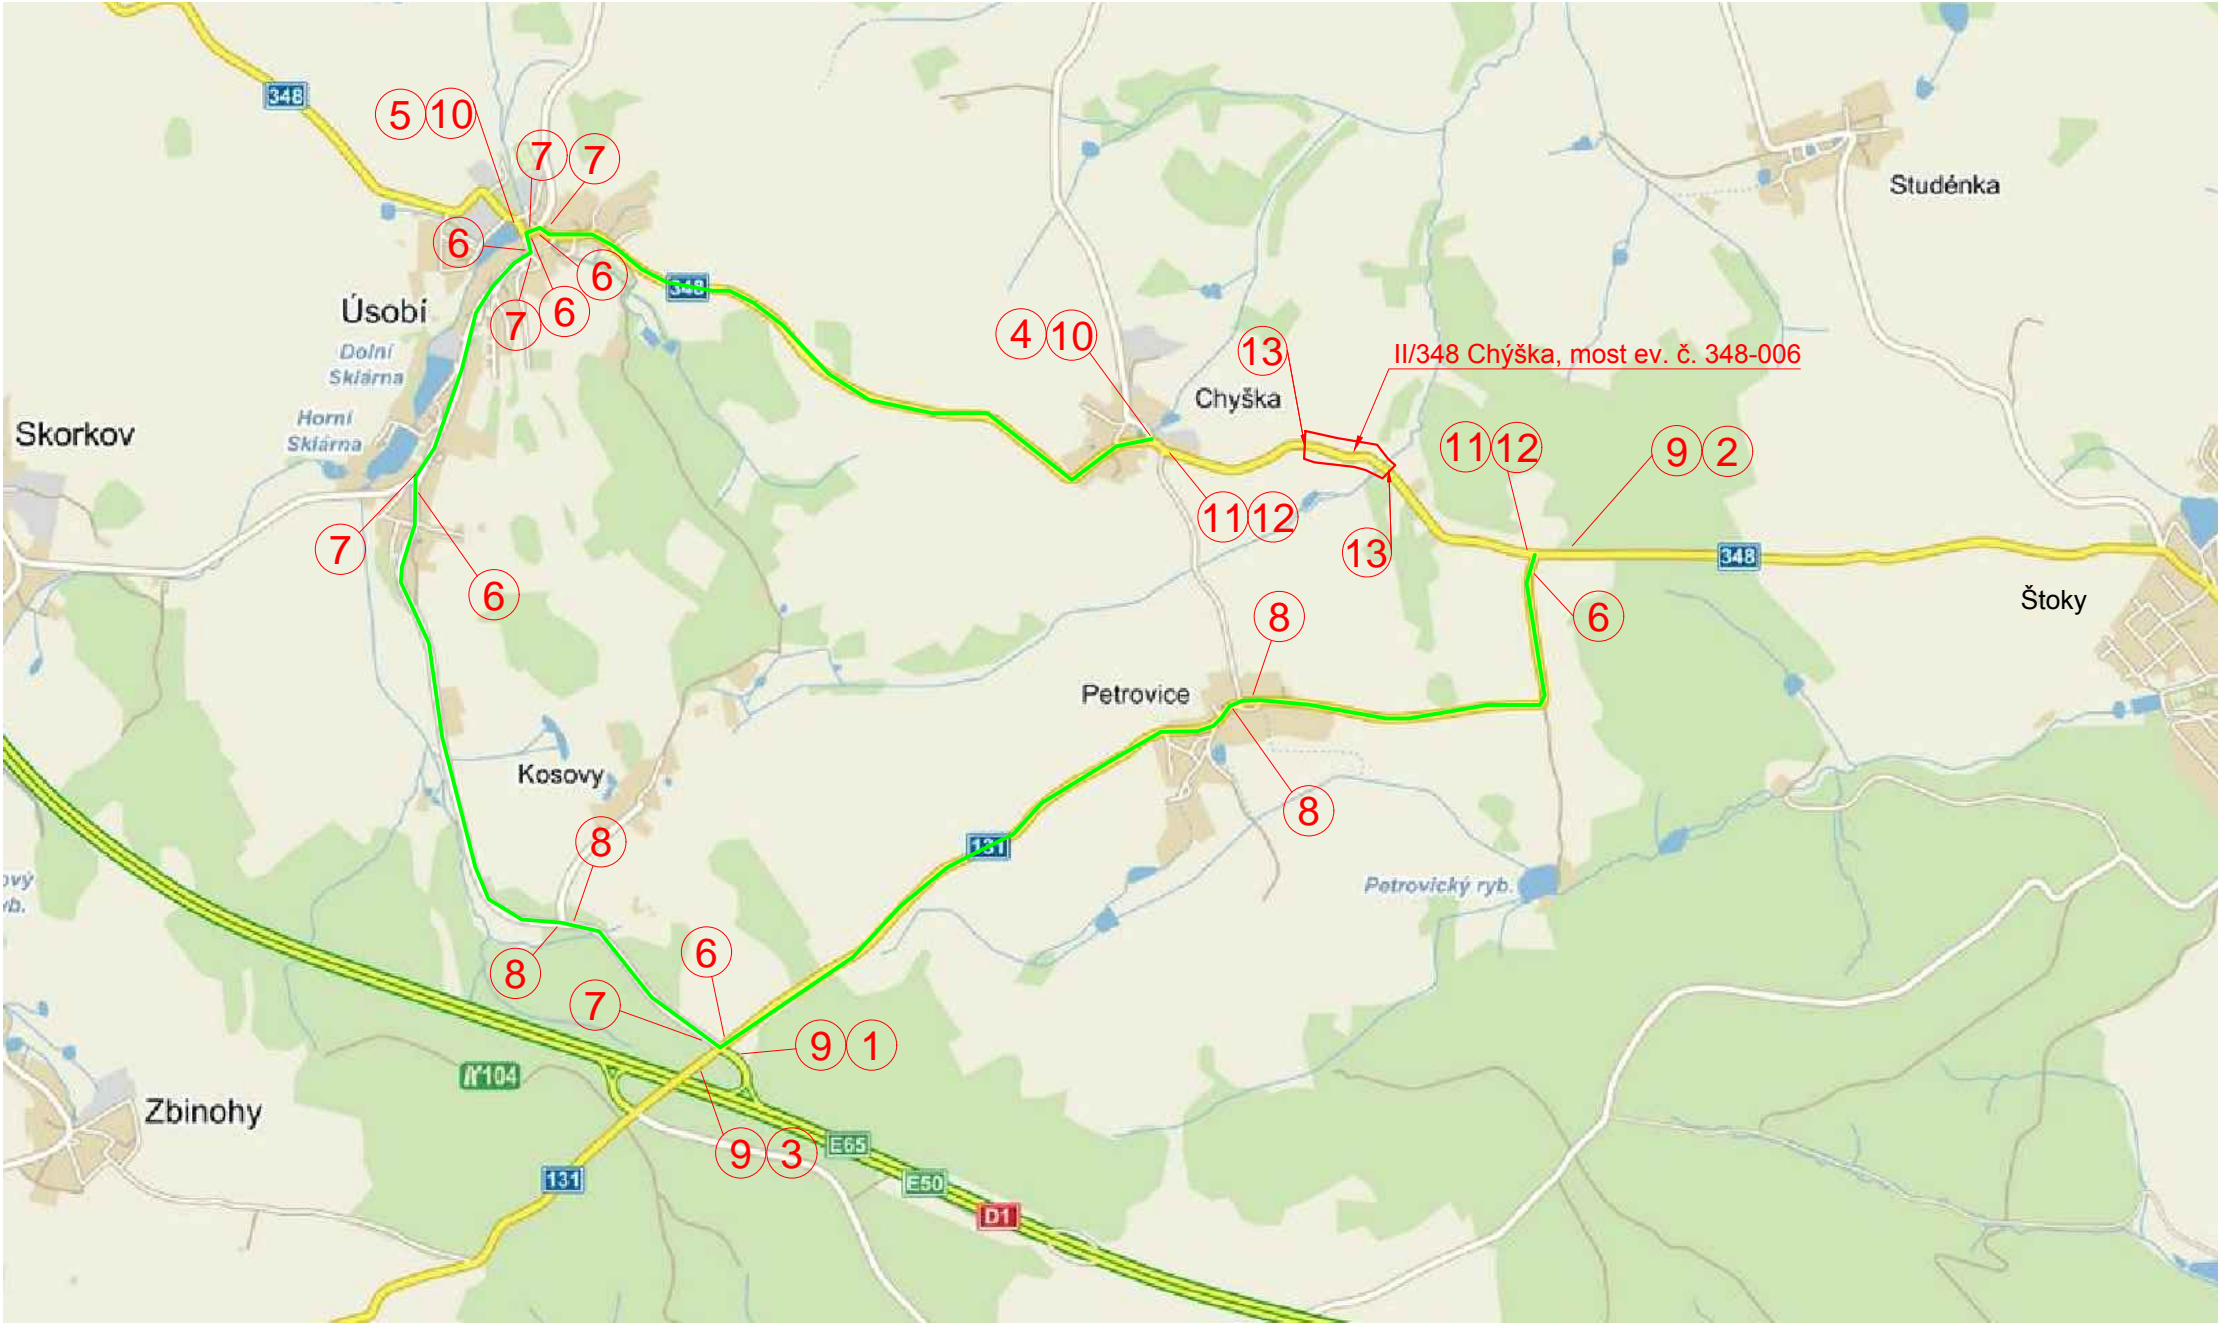 348
5 10
7 7
Studénka
6
6
348
Úsobí
7 6
Dolní
Sklárna
4 10
13
II/348 Chýška, most ev. č. 348-006
Chyška
Horní
Sklárna
Skorkov
11 12
9 2
11 12
7
13
348
6
Štoky
8
6
Petrovice
Kosovy
8
8
131
Petrovický ryb.
ový
yb.
6
8
7
9 1
104
Zbinohy
9 3
E65
131
E50
D1